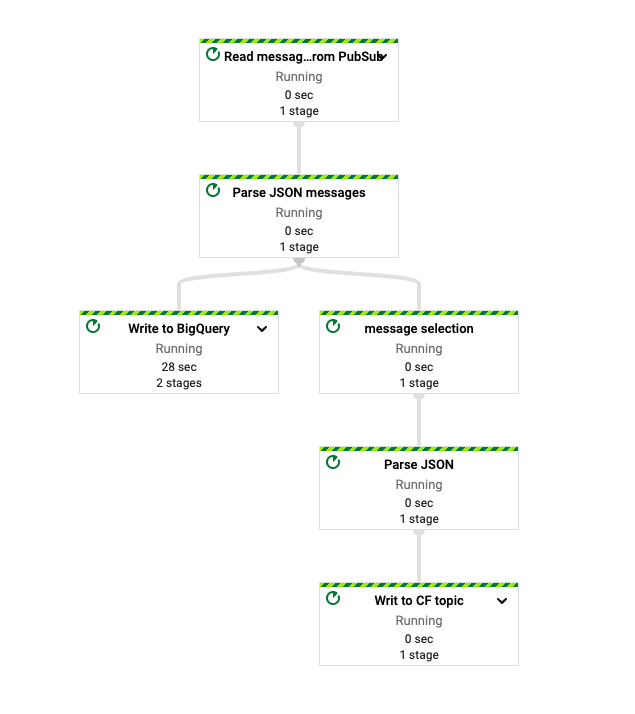 Read messag...rom PubSub
Running
0 sec
1 stage
Parse JSON messages
Running
0 sec
1 stage
Write to BigQuery
Running
28 sec
2 stages
message selection
Running
0 sec
1 stage
Parse JSON
Running
0 sec
1 stage
Writ to CF topic
Running
0 sec
1 stage